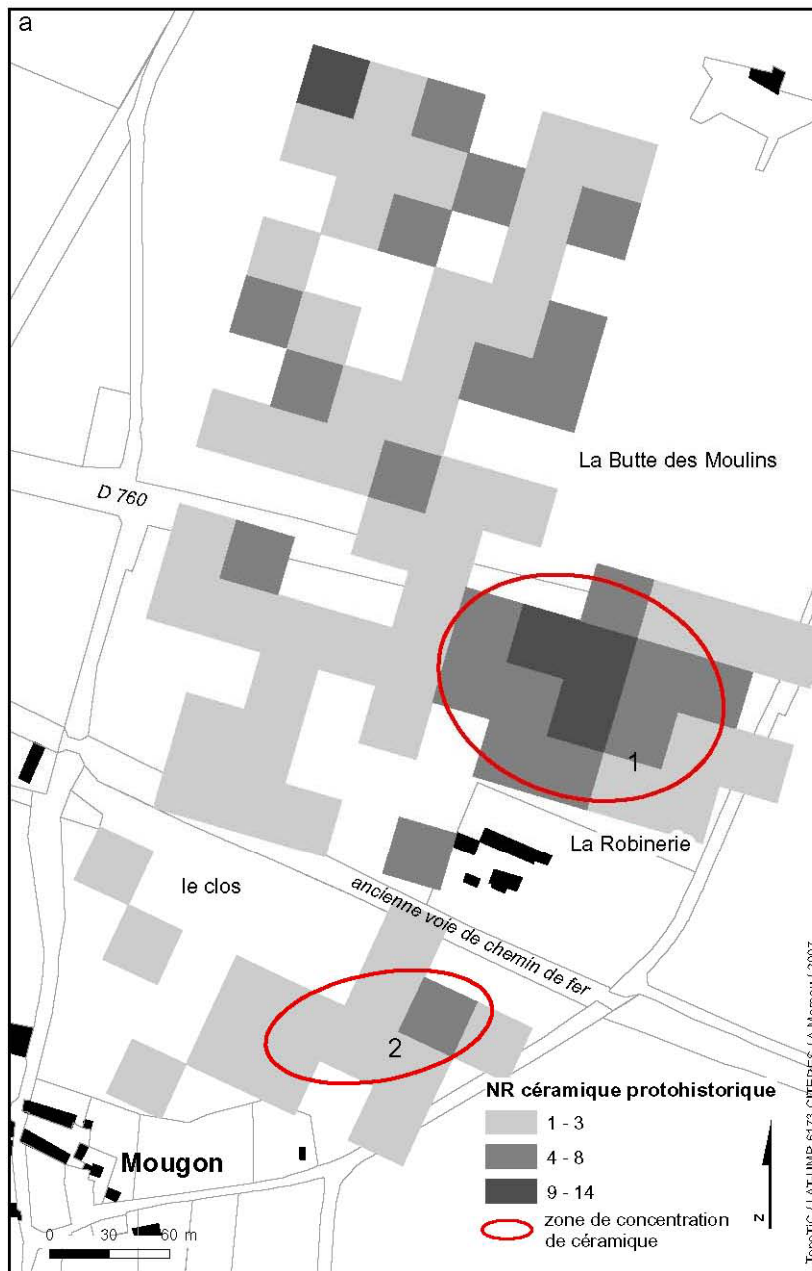 a
La Butte des Moulins
D 760
1
La Robinerie
le clos
ancienne voie de chemin de fer
2
Mougon
NR céramique protohistorique
1 - 3
4 - 8
9 - 14
zone de concentration
de céramique
N
0 30 60 m